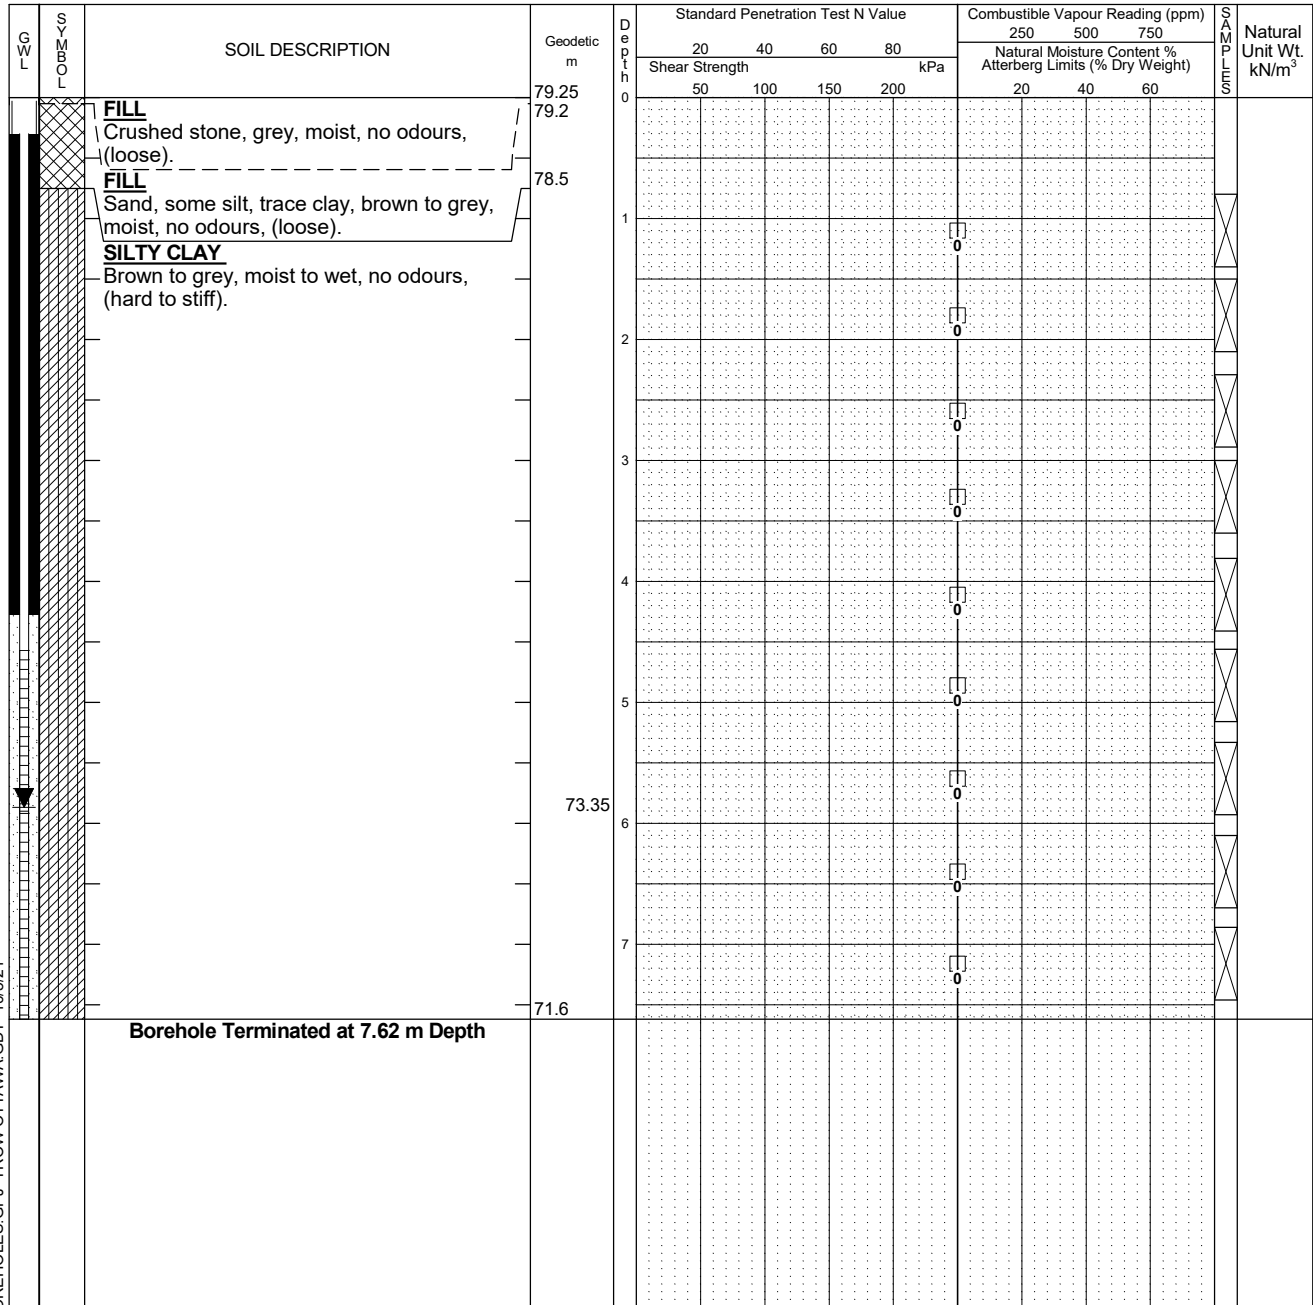 GWL
SYMBOL
SOIL DESCRIPTION
Geodetic
m
Depth
Standard Penetration Test N Value
20 40 60 80
Shear Strength kPa
50 100 150 200
Combustible Vapour Reading (ppm)
250 500 750
Natural Moisture Content %
Atterberg Limits (% Dry Weight)
20 40 60
SAMPLES
Natural
Unit Wt.
kN/m³
79.25
0
FILL
79.2
Crushed stone, grey, moist, no odours,
(loose).
FILL
78.5
Sand, some silt, trace clay, brown to grey,
moist, no odours, (loose).
1
0
SILTY CLAY
Brown to grey, moist to wet, no odours,
(hard to stiff).
0
2
0
3
0
4
0
5
0
0
73.35
6
0
7
0
71.6
Borehole Terminated at 7.62 m Depth